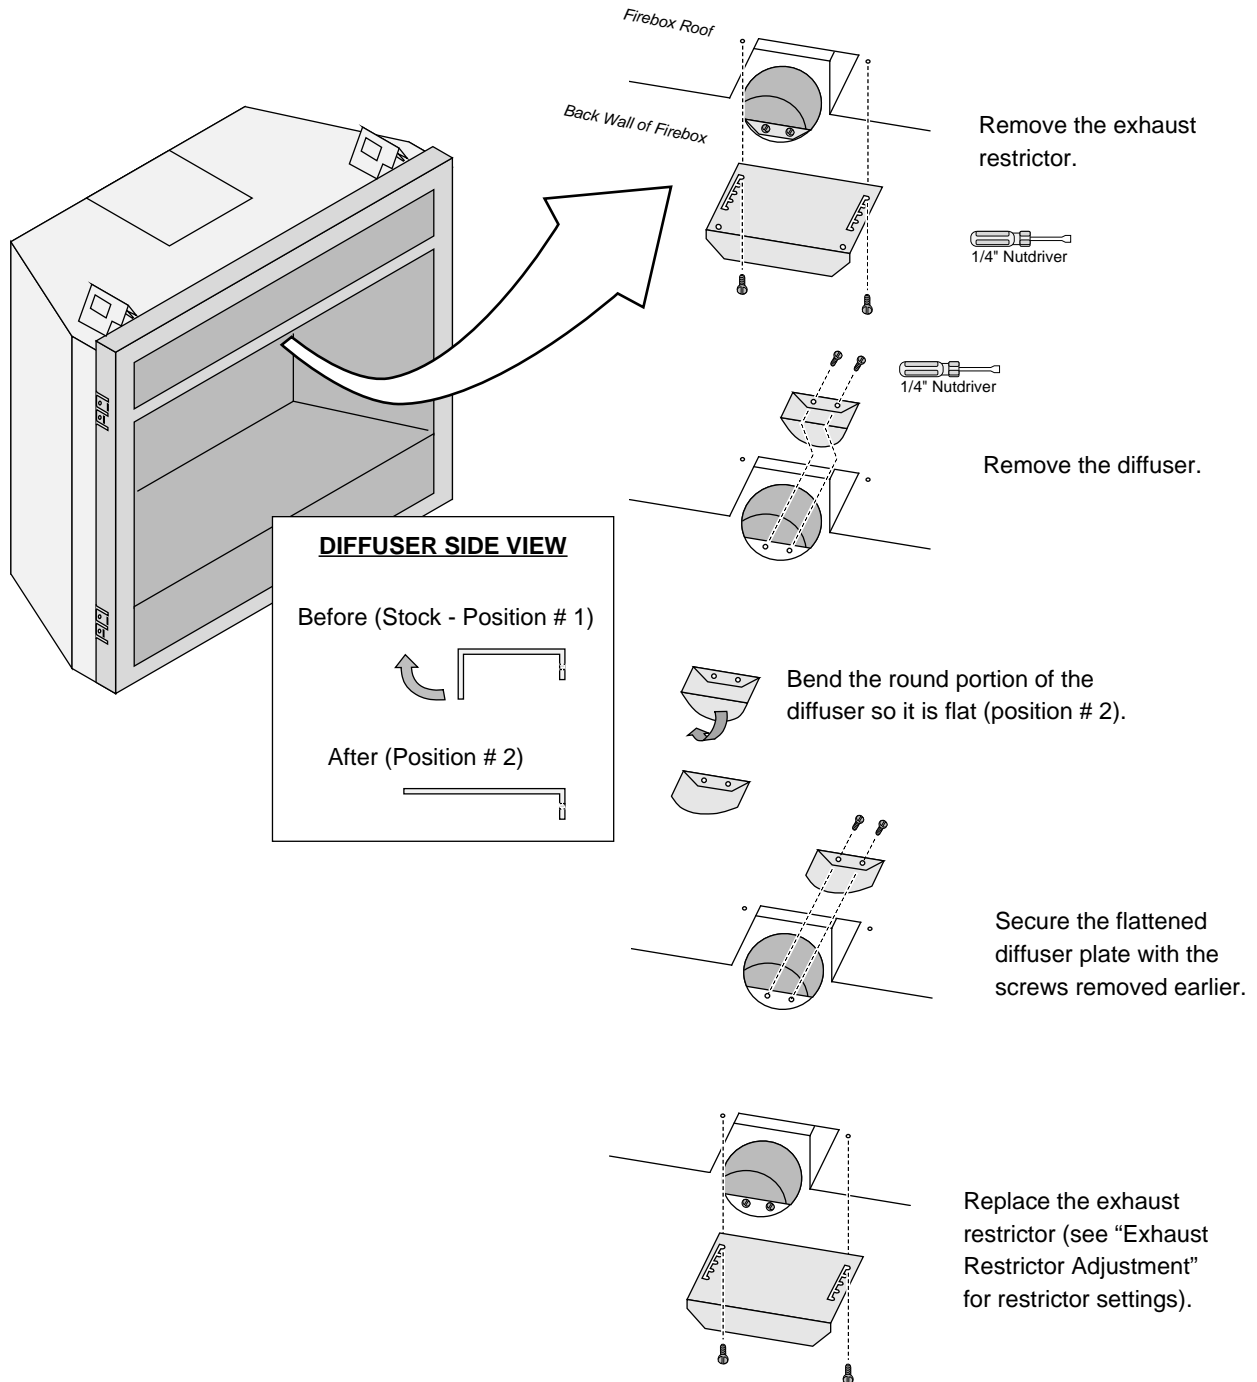 Firebox Roof
Back Wall of Firebox
Remove the exhaust
restrictor.
1/4" Nutdriver
1/4" Nutdriver
Remove the diffuser.
DIFFUSER SIDE VIEW
Before (Stock - Position # 1)
After (Position # 2)
Bend the round portion of the
diffuser so it is flat (position # 2).
Secure the flattened
diffuser plate with the
screws removed earlier.
Replace the exhaust
restrictor (see “Exhaust
Restrictor Adjustment”
for restrictor settings).